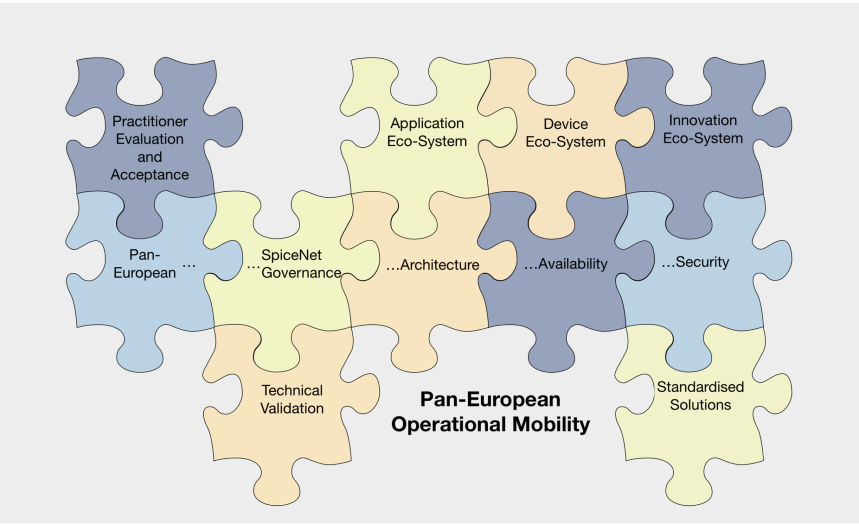 Practitioner
Evaluation
and
Acceptance
Application
Eco-System
Device
Eco-System
Innovation
Eco-System
Pan-
European ...
...SpiceNet
Governance
...Architecture
...Availability
...Security
Technical
Validation
Pan-European
Operational Mobility
Standardised
Solutions